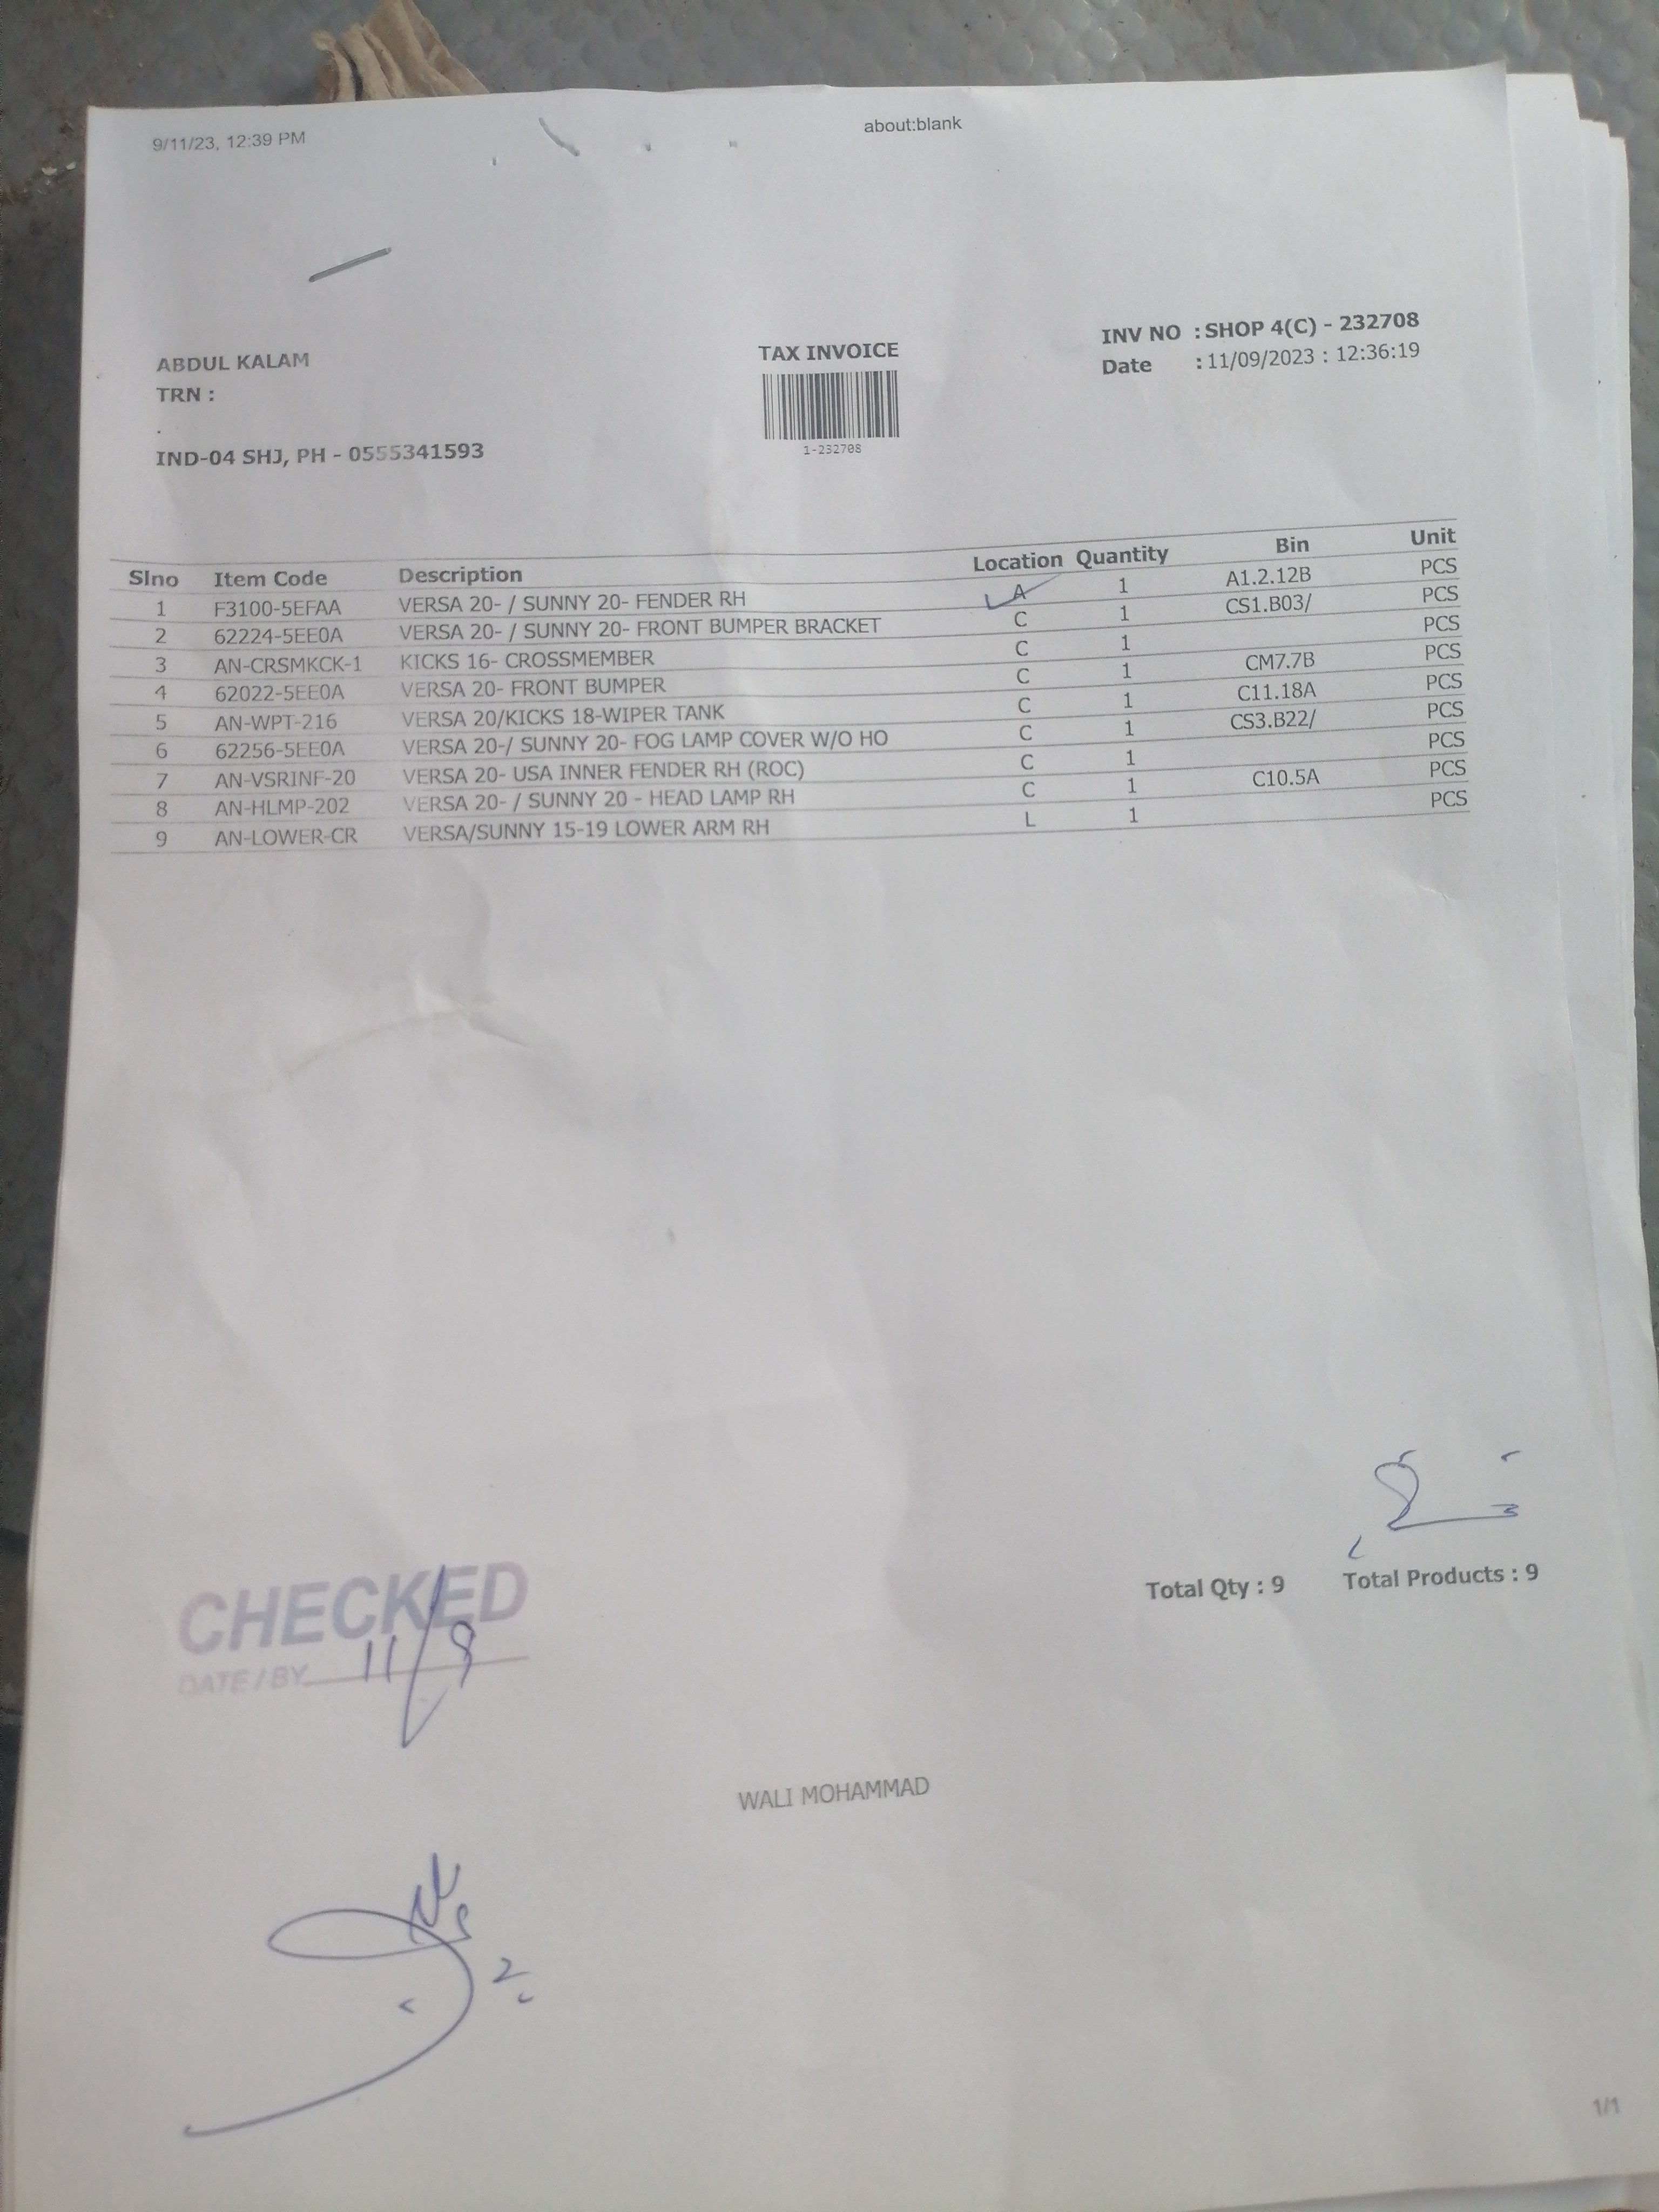 9/11/23, 12:39 PM about:blank
ABDUL KALAM
TRN :
.
IND-04 SHJ, PH - 0555341593
TAX INVOICE
1-232708
INV NO : SHOP 4(C) - 232708
Date : 11/09/2023 : 12:36:19
Slno Item Code Description Location Quantity Bin Unit
1 F3100-5EFAA VERSA 20- / SUNNY 20- FENDER RH A 1 A1.2.12B PCS
2 62224-5EE0A VERSA 20- / SUNNY 20- FRONT BUMPER BRACKET C 1 CS1.B03/ PCS
3 AN-CRSMKCK-1 KICKS 16- CROSSMEMBER C 1 PCS
4 62022-5EE0A VERSA 20- FRONT BUMPER C 1 CM7.7B PCS
5 AN-WPT-216 VERSA 20/KICKS 18-WIPER TANK C 1 C11.18A PCS
6 62256-5EE0A VERSA 20-/ SUNNY 20- FOG LAMP COVER W/O HO C 1 CS3.B22/ PCS
7 AN-VSRINF-20 VERSA 20- USA INNER FENDER RH (ROC) C 1 PCS
8 AN-HLMP-202 VERSA 20- / SUNNY 20 - HEAD LAMP RH C 1 C10.5A PCS
9 AN-LOWER-CR VERSA/SUNNY 15-19 LOWER ARM RH L 1 PCS
Total Qty : 9 Total Products : 9
CHECKED
DATE/BY 11/9
WALI MOHAMMAD
1/1